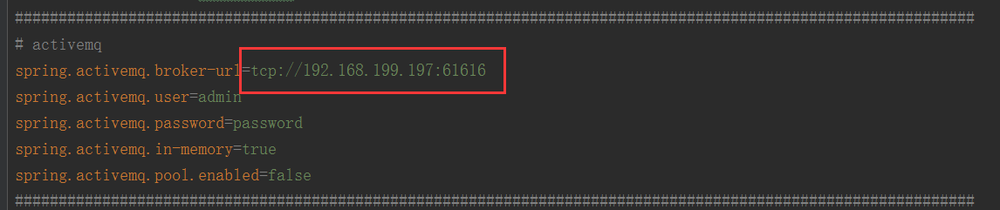 ##############################################################################################################
# activemq
spring.activemq.broker-url=tcp://192.168.199.197:61616
spring.activemq.user=admin
spring.activemq.password=password
spring.activemq.in-memory=true
spring.activemq.pool.enabled=false
##############################################################################################################